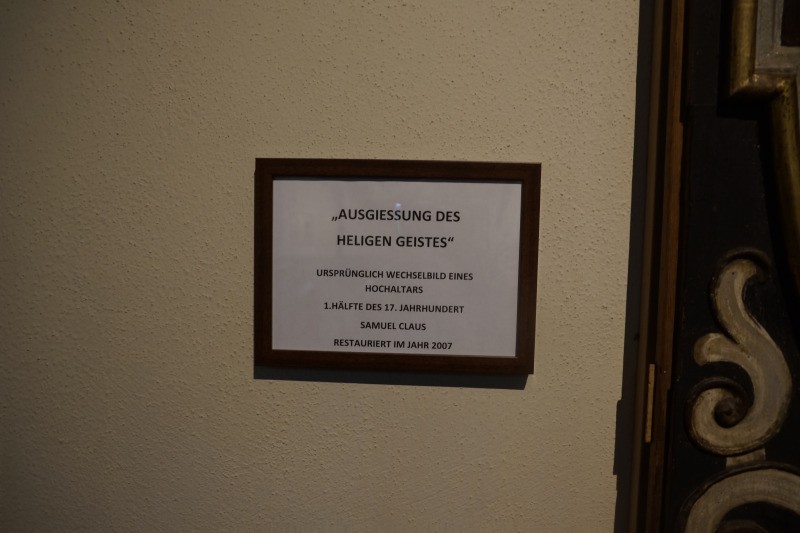 „AUSGIESSUNG DES
HELIGEN GEISTES“
URSPRÜNGLICH WECHSELBILD EINES
HOCHALTARS
1.HÄLFTE DES 17. JAHRHUNDERT
SAMUEL CLAUS
RESTAURIERT IM JAHR 2007